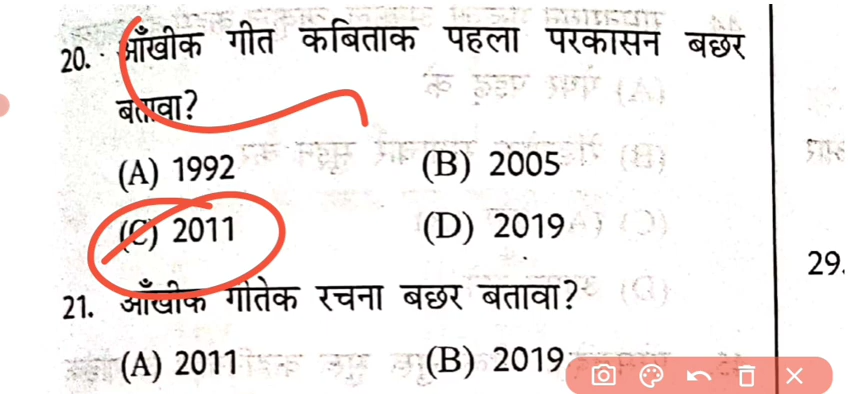 20. आँखीक गीत कबिताक पहला परकासन बछर
बतावा?
(A) 1992 (B) 2005
(C) 2011 (D) 2019
29.
21. आँखीक गीतेक रचना बछर बतावा?
(A) 2011 (B) 2019